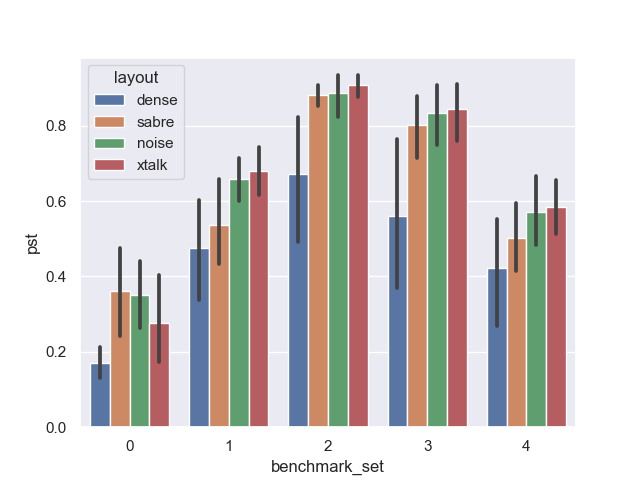 layout
dense
sabre
noise
xtalk
0.8
0.6
0.4
0.2
0.0
pst
0 1 2 3 4
benchmark_set